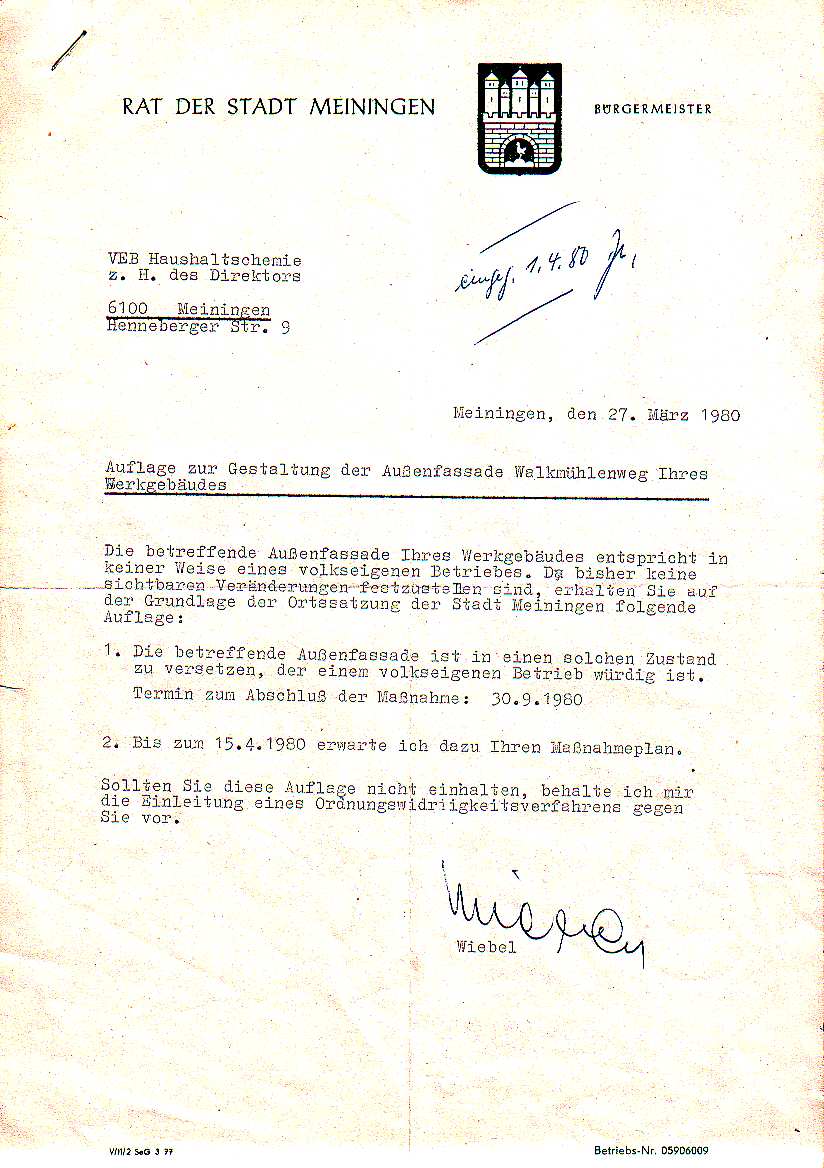 RAT DER STADT MEININGEN
BÜRGERMEISTER
VEB Haushaltschemie
z. H. des Direktors
6100 Meiningen
Henneberger Str. 9
eingeg. 1.4.80
Meiningen, den 27. März 1980
Auflage zur Gestaltung der Außenfassade Walkmühlenweg Ihres
Werkgebäudes
Die betreffende Außenfassade Ihres Werkgebäudes entspricht in
keiner Weise eines volkseigenen Betriebes. Da bisher keine
sichtbaren Veränderungen festzustellen sind, erhalten Sie auf
der Grundlage der Ortssatzung der Stadt Meiningen folgende
Auflage:
1. Die betreffende Außenfassade ist in einen solchen Zustand
zu versetzen, der einem volkseigenen Betrieb würdig ist.
Termin zum Abschluß der Maßnahme: 30.9.1980
2. Bis zum 15.4.1980 erwarte ich dazu Ihren Maßnahmeplan.
Sollten Sie diese Auflage nicht einhalten, behalte ich mir
die Einleitung eines Ordnungswidriigkeitsverfahrens gegen
Sie vor.
Wiebel
V/11/2 SeG 3 77
Betriebs-Nr. 05906009